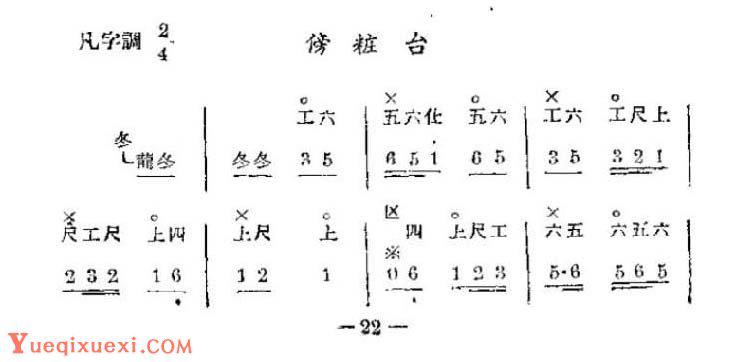 凡字調 2/4 傍粧台
工六 五六仩 五六 工六 工尺上
冬 龍冬 冬冬 3 5 6 5 1 6 5 3 5 3 2 1
尺工尺 上四 上尺 上 四 上尺工 六五 六五六
2 3 2 1 6 1 2 1 0 6 1 2 3 5·6 5 6 5
—22—
Yueqixuexi.com